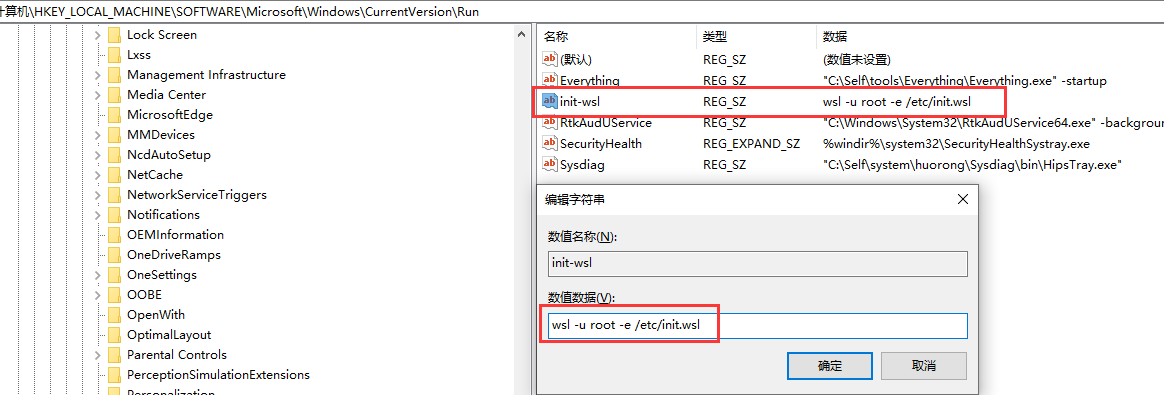 计算机\HKEY_LOCAL_MACHINE\SOFTWARE\Microsoft\Windows\CurrentVersion\Run
Lock Screen
Lxss
Management Infrastructure
Media Center
MicrosoftEdge
MMDevices
NcdAutoSetup
NetCache
NetworkServiceTriggers
Notifications
OEMInformation
OneDriveRamps
OneSettings
OOBE
OpenWith
OptimalLayout
Parental Controls
PerceptionSimulationExtensions
Personalization
名称 类型 数据
(默认) REG_SZ (数值未设置)
Everything REG_SZ "C:\Self\tools\Everything\Everything.exe" -startup
init-wsl REG_SZ wsl -u root -e /etc/init.wsl
RtkAudUService REG_SZ "C:\Windows\System32\RtkAudUService64.exe" -backgroun
SecurityHealth REG_EXPAND_SZ %windir%\system32\SecurityHealthSystray.exe
Sysdiag REG_SZ "C:\Self\system\huorong\Sysdiag\bin\HipsTray.exe"
编辑字符串
数值名称(N):
init-wsl
数值数据(V):
wsl -u root -e /etc/init.wsl
确定 取消